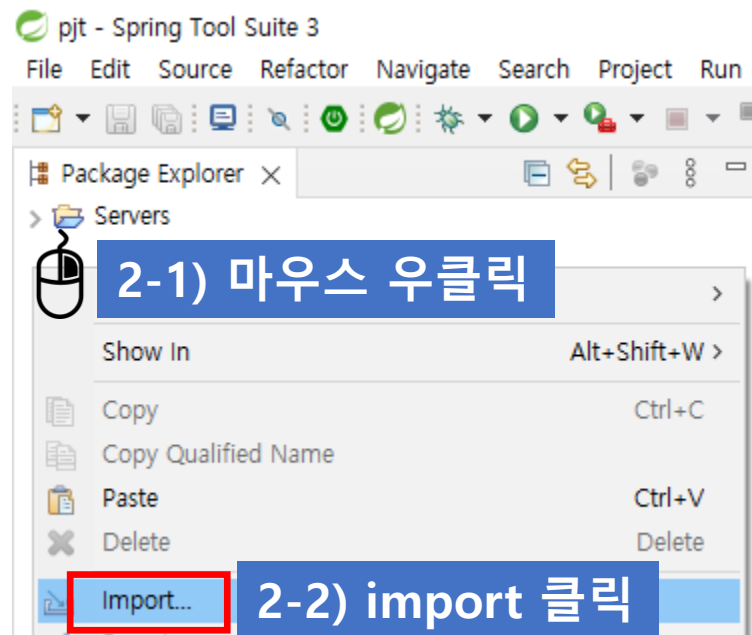 pjt - Spring Tool Suite 3
File Edit Source Refactor Navigate Search Project Run
Package Explorer
Servers
2-1) 마우스 우클릭
Show In Alt+Shift+W >
Copy Ctrl+C
Copy Qualified Name
Paste Ctrl+V
Delete Delete
Import... 2-2) import 클릭